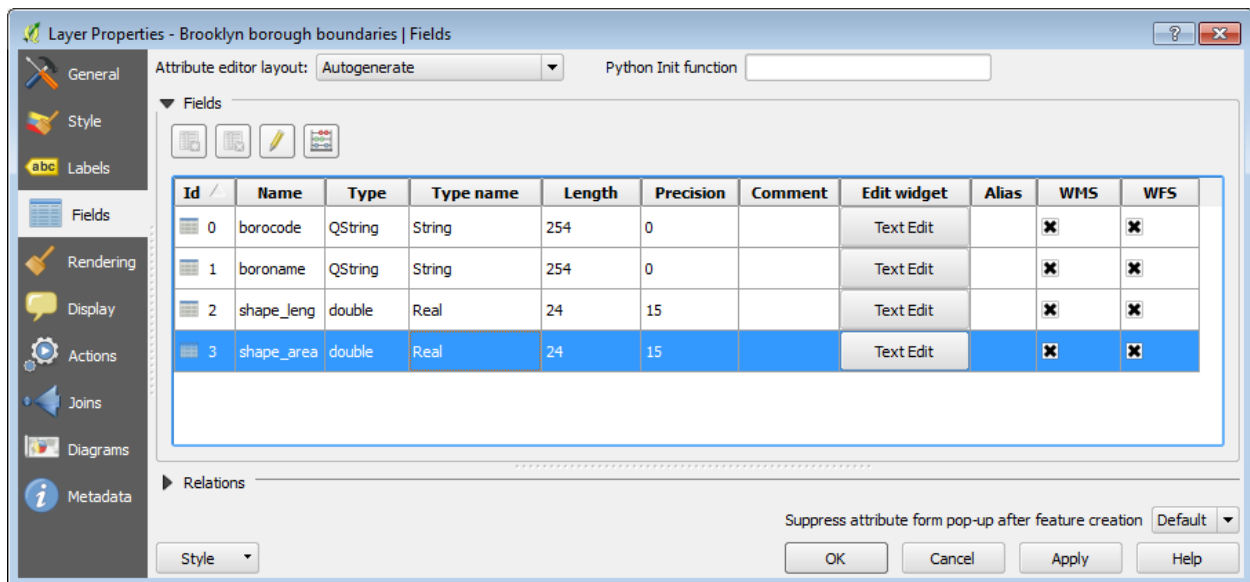 Layer Properties - Brooklyn borough boundaries | Fields
General
Style
abc Labels
Fields
Rendering
Display
Actions
Joins
Diagrams
Metadata
Attribute editor layout: Autogenerate Python Init function
Fields
Id Name Type Type name Length Precision Comment Edit widget Alias WMS WFS
0 borocode QString String 254 0 Text Edit
1 boroname QString String 254 0 Text Edit
2 shape_leng double Real 24 15 Text Edit
3 shape_area double Real 24 15 Text Edit
Relations
Suppress attribute form pop-up after feature creation Default
Style OK Cancel Apply Help